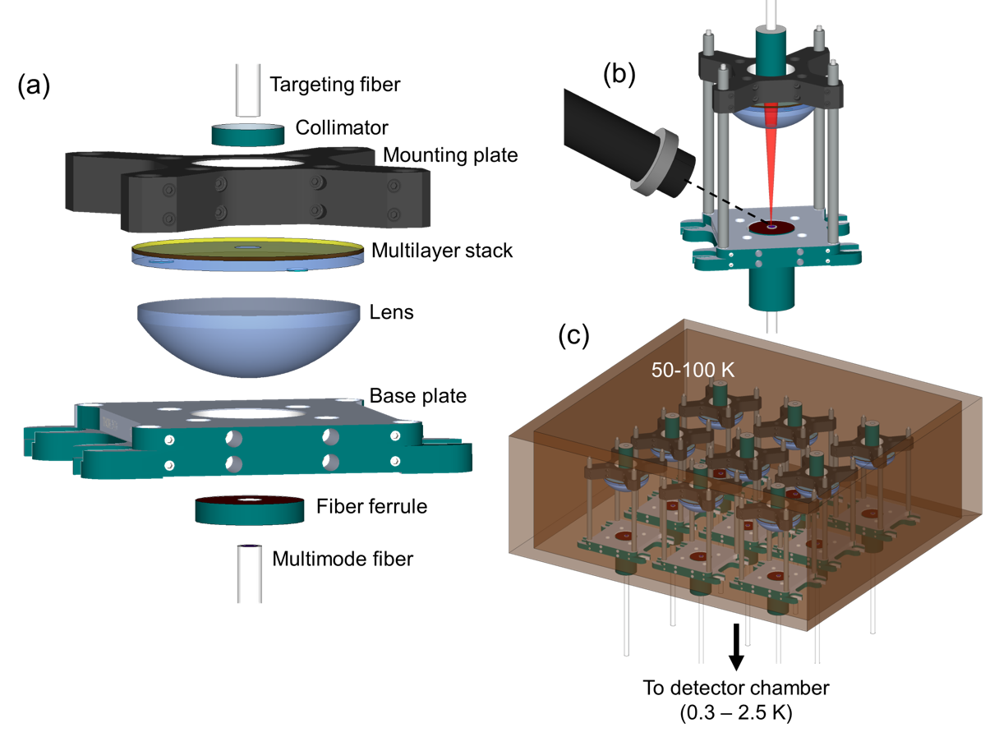 (a)
Targeting fiber
Collimator
Mounting plate
Multilayer stack
Lens
Base plate
Fiber ferrule
Multimode fiber
(b)
(c)
50-100 K
To detector chamber
(0.3 – 2.5 K)